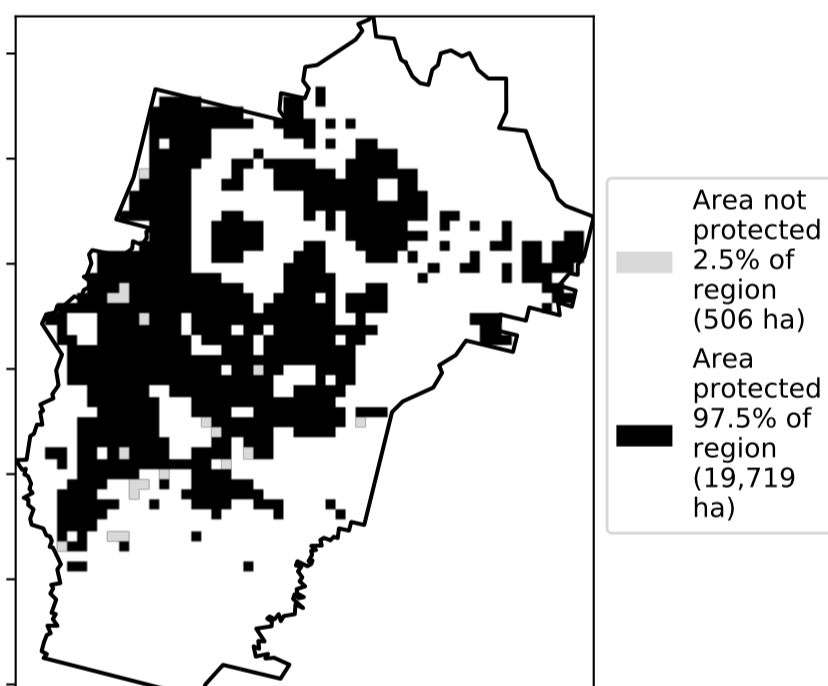 Area not
protected
2.5% of
region
(506 ha)
Area
protected
97.5% of
region
(19,719
ha)